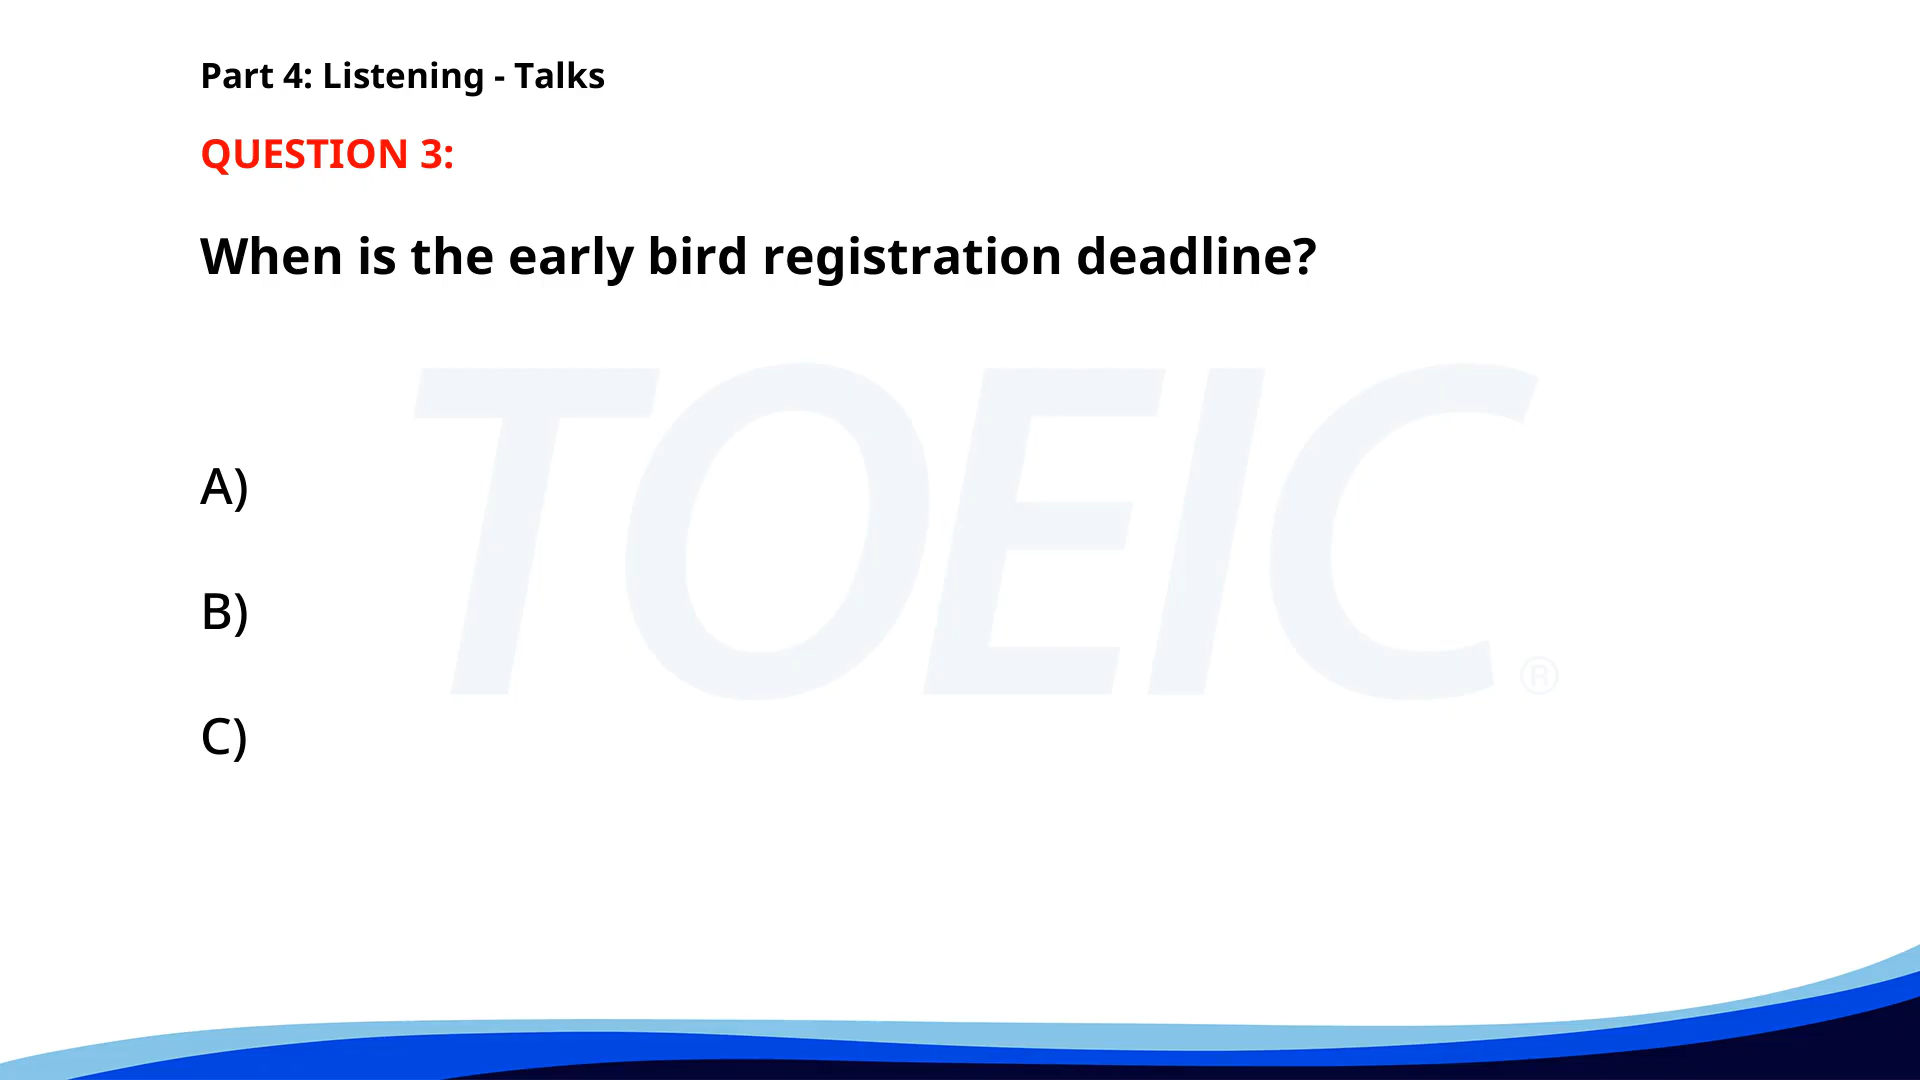 Part 4: Listening - Talks
QUESTION 3:
When is the early bird registration deadline?
TOEIC®
A)
B)
C)